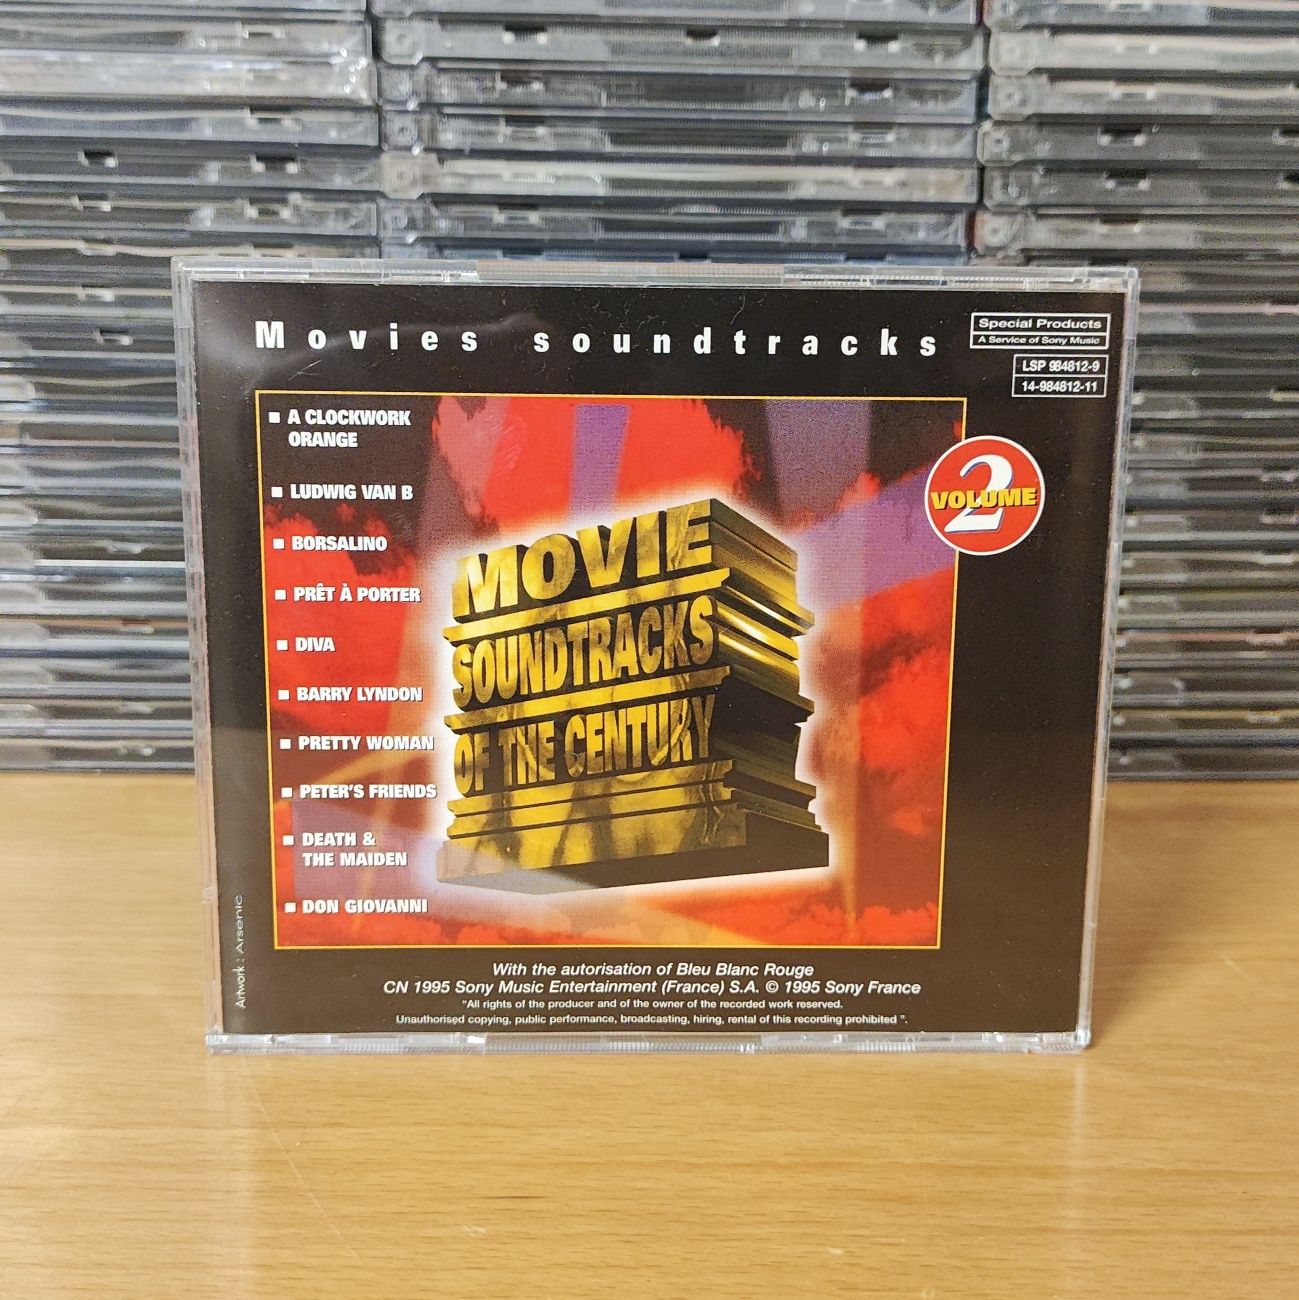 Movies soundtracks
Special Products
A Service of Sony Music
LSP 984812-9
14-984812-11
A CLOCKWORK
ORANGE
LUDWIG VAN B
BORSALINO
PRÊT À PORTER
DIVA
BARRY LYNDON
PRETTY WOMAN
PETER'S FRIENDS
DEATH &
THE MAIDEN
DON GIOVANNI
MOVIE
SOUNDTRACKS
OF THE CENTURY
2
VOLUME
Artwork : Arsenic
With the autorisation of Bleu Blanc Rouge
CN 1995 Sony Music Entertainment (France) S.A. © 1995 Sony France
"All rights of the producer and of the owner of the recorded work reserved.
Unauthorised copying, public performance, broadcasting, hiring, rental of this recording prohibited ".